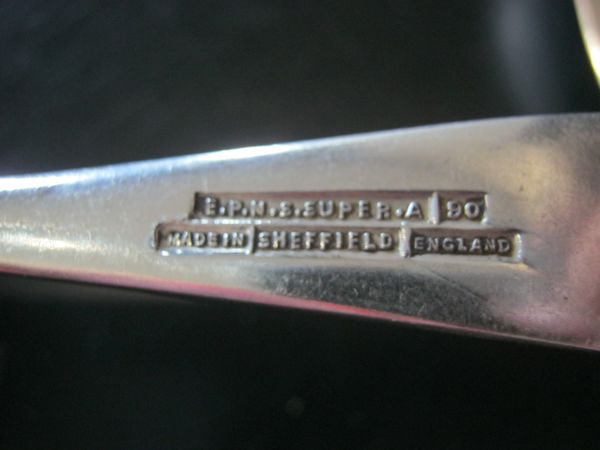 E.P.N.S.SUPER.A 90
MADE IN SHEFFIELD ENGLAND